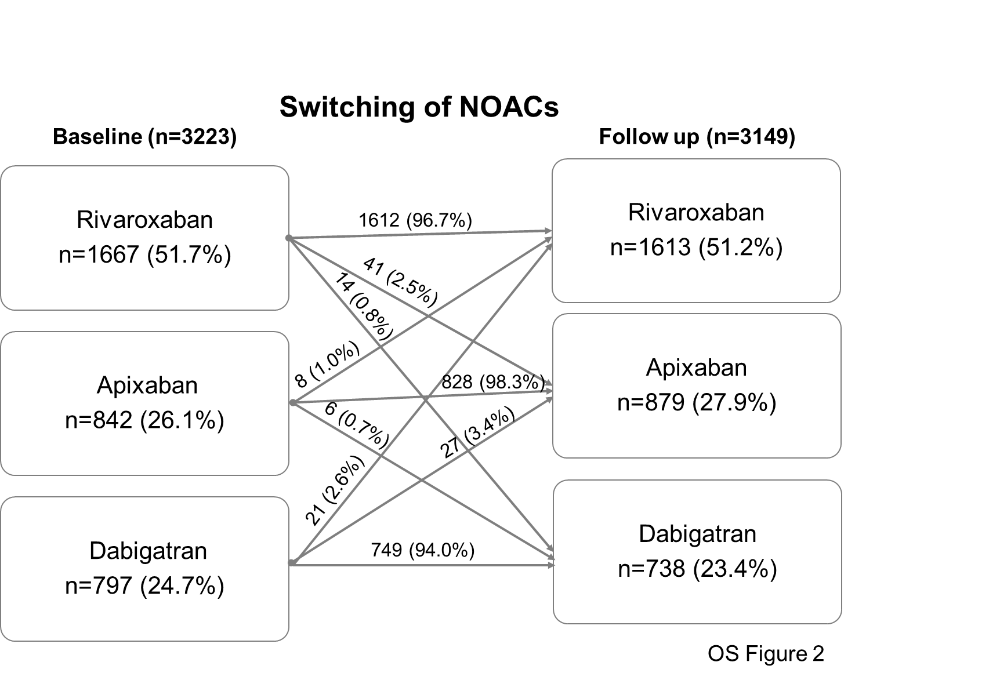 Switching of NOACs
Baseline (n=3223)
Follow up (n=3149)
Rivaroxaban
n=1667 (51.7%)
Apixaban
n=842 (26.1%)
Dabigatran
n=797 (24.7%)
1612 (96.7%)
41 (2.5%)
14 (0.8%)
8 (1.0%)
828 (98.3%)
6 (0.7%)
27 (3.4%)
21 (2.6%)
749 (94.0%)
Rivaroxaban
n=1613 (51.2%)
Apixaban
n=879 (27.9%)
Dabigatran
n=738 (23.4%)
OS Figure 2